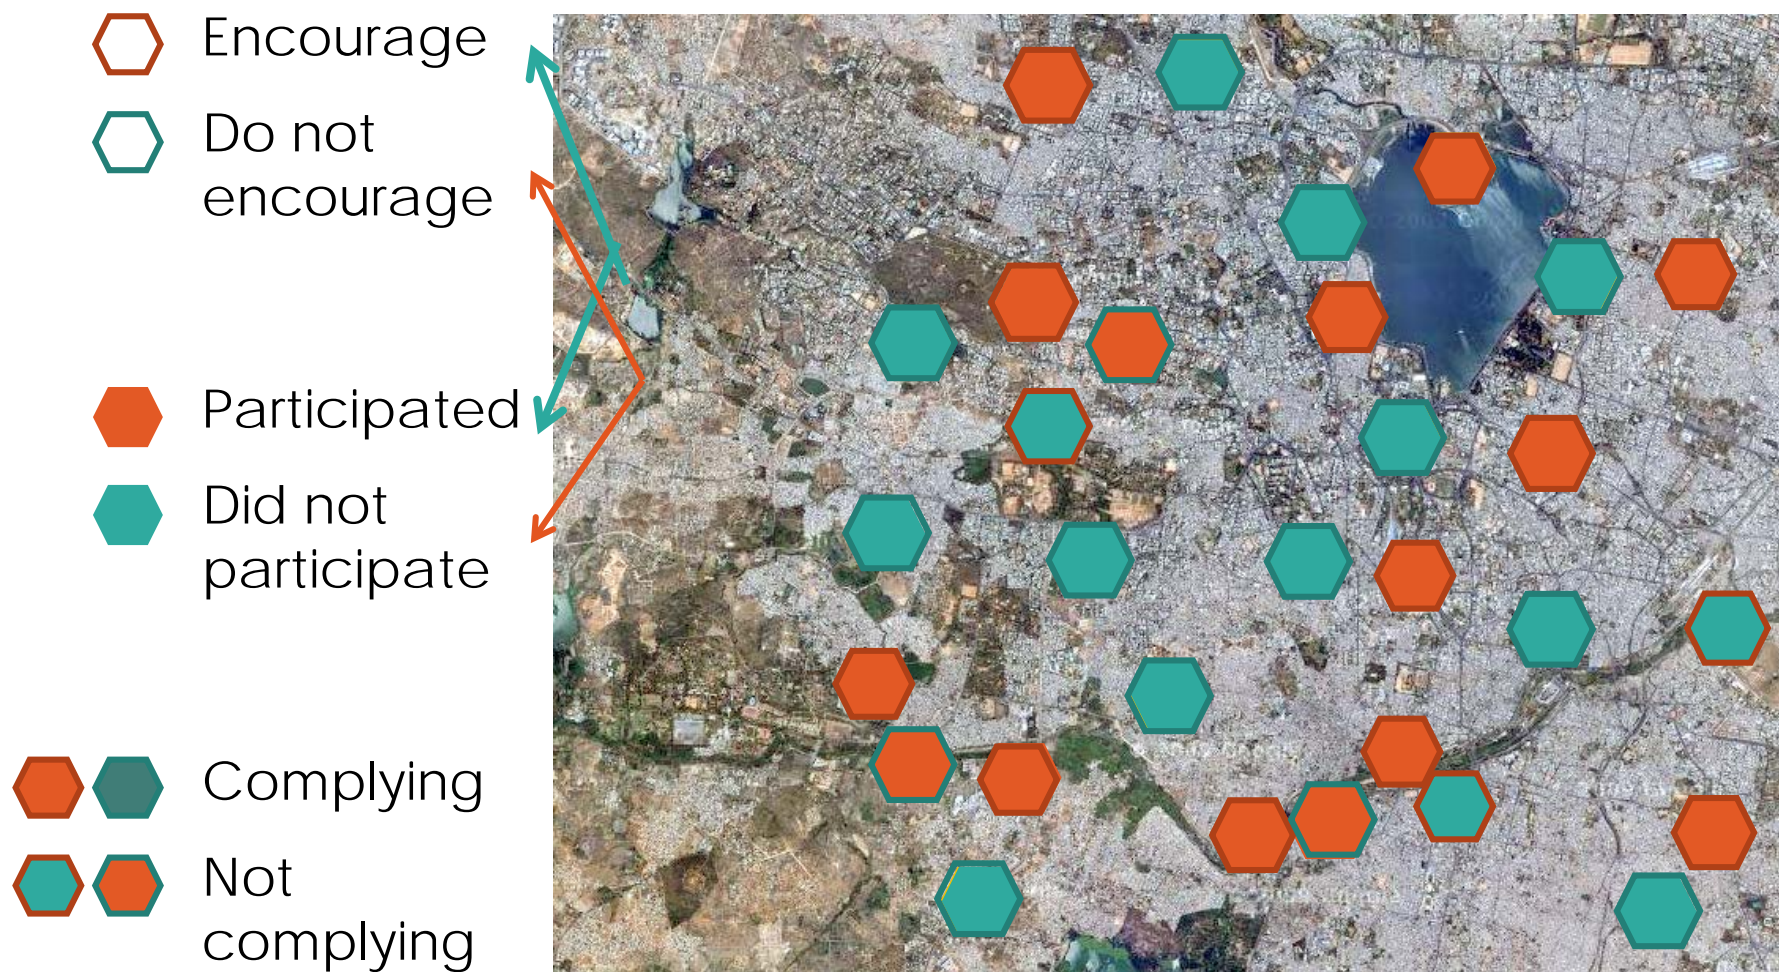 Encourage
Do not
encourage
Participated
Did not
participate
Complying
Not
complying